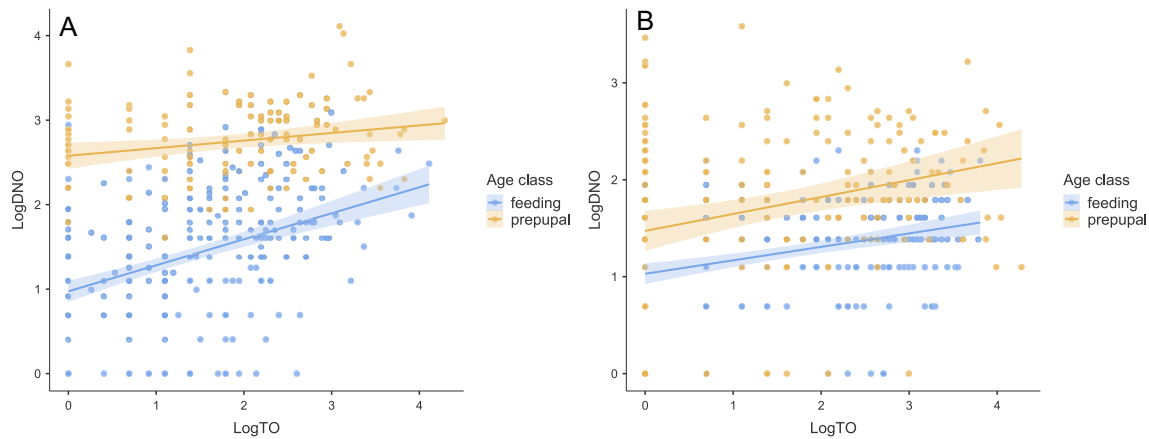 A
LogDNO
4
3
2
1
0
0 1 2 3 4
LogTO
Age class
feeding
prepupal
B
LogDNO
3
2
1
0
0 1 2 3 4
LogTO
Age class
feeding
prepupal